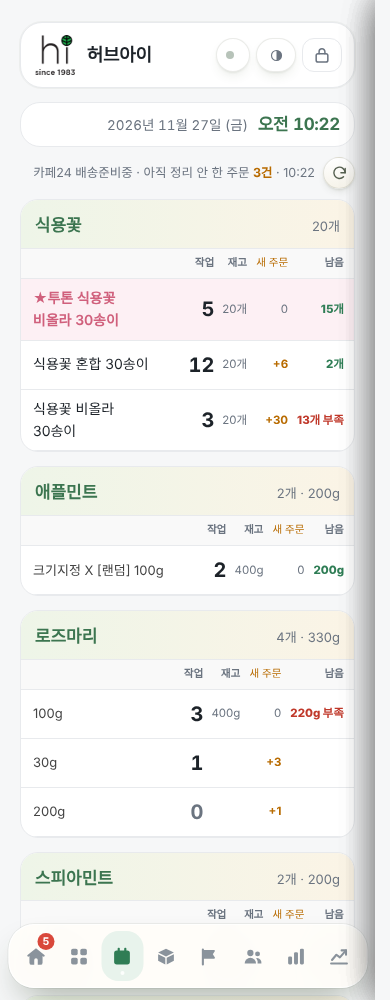 hi
since 1983
허브아이
2026년 11월 27일 (금) 오전 10:22
카페24 배송준비중 · 아직 정리 안 한 주문 3건 · 10:22
식용꽃 20개
작업 재고 새 주문 남음
★투톤 식용꽃
비올라 30송이 5 20개 0 15개
식용꽃 혼합 30송이 12 20개 +6 2개
식용꽃 비올라
30송이 3 20개 +30 13개 부족
애플민트 2개 · 200g
작업 재고 새 주문 남음
크기지정 X [랜덤] 100g 2 400g 0 200g
로즈마리 4개 · 330g
작업 재고 새 주문 남음
100g 3 400g 0 220g 부족
30g 1 +3
200g 0 +1
스피아민트 2개 · 200g
작업 재고 새 주문 남음
5